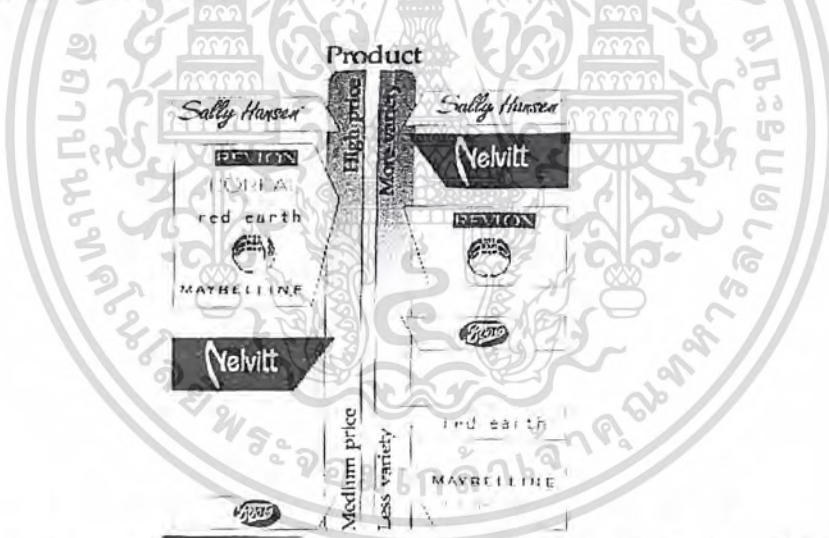 Product
High price
More variety
Sally Hansen
REVLON
L'OREAL
red earth
MAYBELLINE
Nelvitt
Boots
Medium price
Sally Hansen
Nelvitt
REVLON
Boots
red earth
MAYBELLINE
Less variety